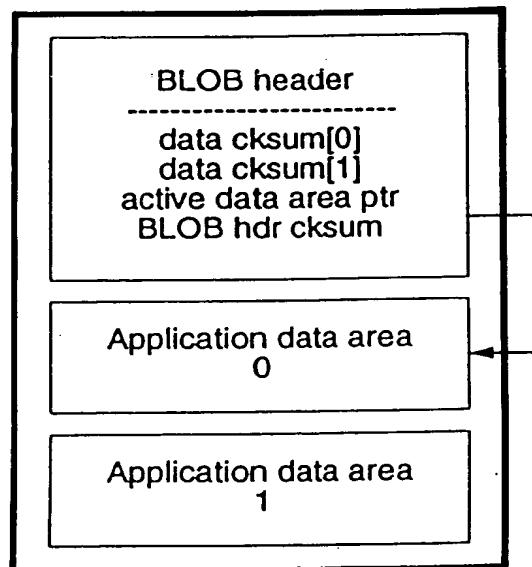 BLOB header
data cksum[0]
data cksum[1]
active data area ptr
BLOB hdr cksum
Application data area
0
Application data area
1